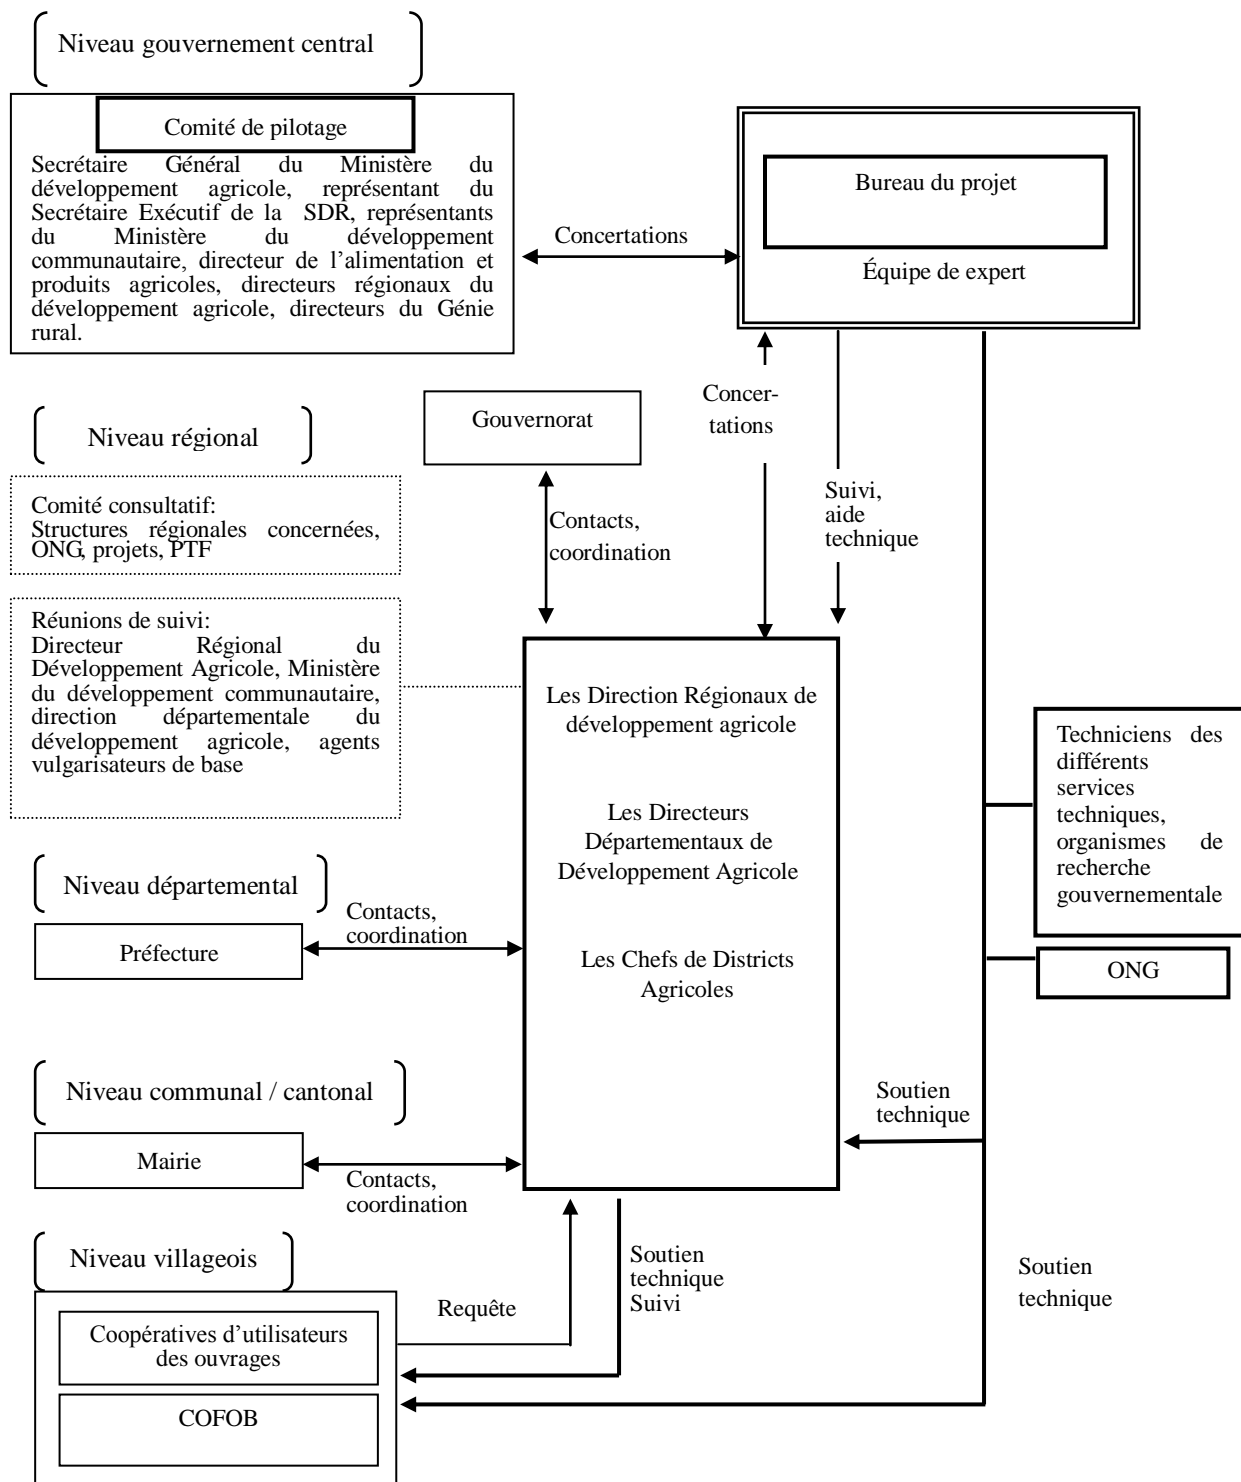 Niveau gouvernement central
Comité de pilotage
Secrétaire Général du Ministère du
développement agricole, représentant du
Secrétaire Exécutif de la SDR, représentants
du Ministère du développement
communautaire, directeur de l'alimentation et
produits agricoles, directeurs régionaux du
développement agricole, directeurs du Génie
rural.
Concertations
Bureau du projet
Équipe de expert
Concer-
tations
Suivi,
aide
technique
Gouvernorat
Contacts,
coordination
Niveau régional
Comité consultatif:
Structures régionales concernées,
ONG, projets, PTF
Réunions de suivi:
Directeur Régional du
Développement Agricole, Ministère
du développement communautaire,
direction départementale du
développement agricole, agents
vulgarisateurs de base
Les Direction Régionaux de
développement agricole
Les Directeurs
Départementaux de
Développement Agricole
Les Chefs de Districts
Agricoles
Techniciens des
différents
services
techniques,
organismes de
recherche
gouvernementale
ONG
Niveau départemental
Préfecture
Contacts,
coordination
Niveau communal / cantonal
Mairie
Contacts,
coordination
Soutien
technique
Niveau villageois
Coopératives d'utilisateurs
des ouvrages
COFOB
Requête
Soutien
technique
Suivi
Soutien
technique